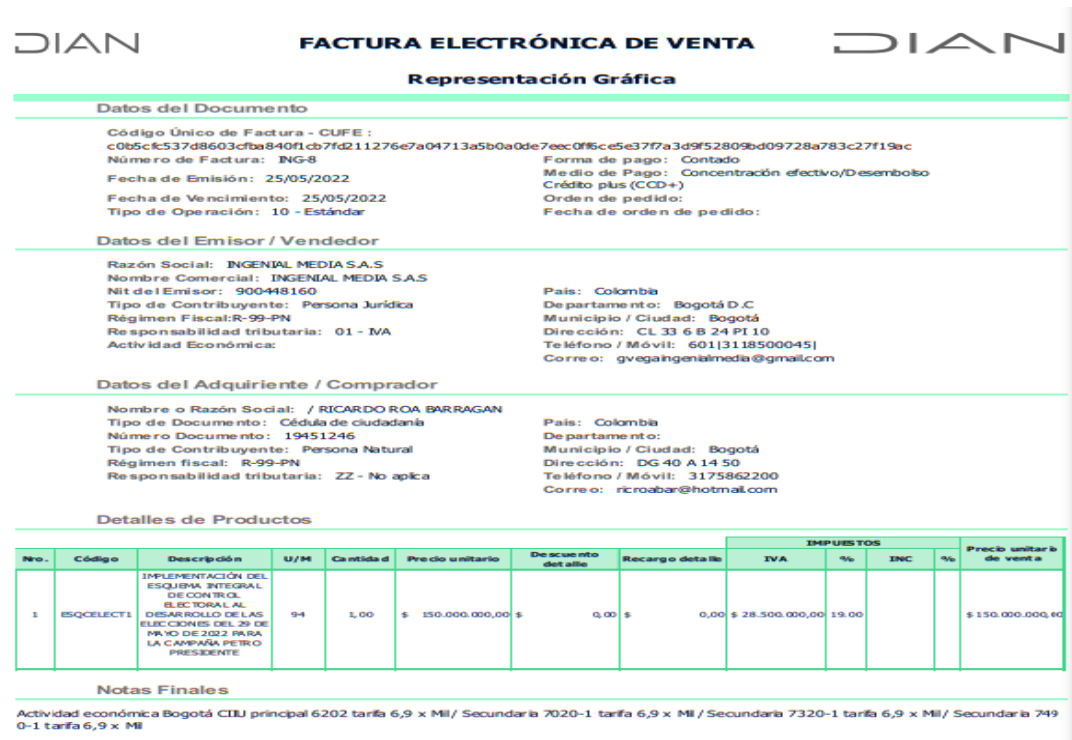 DIAN
FACTURA ELECTRÓNICA DE VENTA
DIAN
Representación Gráfica
Datos del Documento
Código Único de Factura - CUFE :
c0b5cfc537d8603cfba840f1cb7fd211276e7a04713a5b0a0de7eec0ff6ce5e37f7a3d9f52809bd09728a783c27f19ac
Número de Factura: ING-8
Forma de pago: Contado
Fecha de Emisión: 25/05/2022
Medio de Pago: Concentración efectivo/Desembolso
Crédito plus (CCD+)
Fecha de Vencimiento: 25/05/2022
Orden de pedido:
Tipo de Operación: 10 - Estándar
Fecha de orden de pedido:
Datos del Emisor / Vendedor
Razón Social: INGENIAL MEDIA S.A.S
Nombre Comercial: INGENIAL MEDIA S.A.S
Nit del Emisor: 900448160
País: Colombia
Tipo de Contribuyente: Persona Jurídica
Departamento: Bogotá D.C
Régimen Fiscal:R-99-PN
Municipio / Ciudad: Bogotá
Responsabilidad tributaria: 01 - IVA
Dirección: CL 33 6 B 24 PI 10
Actividad Económica:
Teléfono / Móvil: 601|3118500045|
Correo: gvegaingenialmedia@gmail.com
Datos del Adquiriente / Comprador
Nombre o Razón Social: / RICARDO ROA BARRAGAN
Tipo de Documento: Cédula de ciudadanía
País: Colombia
Número Documento: 19451246
Departamento:
Tipo de Contribuyente: Persona Natural
Municipio / Ciudad: Bogotá
Régimen fiscal: R-99-PN
Dirección: DG 40 A 14 50
Responsabilidad tributaria: ZZ - No aplica
Teléfono / Móvil: 3175862200
Correo: ricroabar@hotmail.com
Detalles de Productos
IMPUESTOS
Nro. Código Descripción U/M Cantidad Precio unitario Descuento detalle Recargo detalle IVA % INC % Precio unitario de venta
IMPLEMENTACIÓN DEL
ESQUEMA INTEGRAL
DE CONTROL
ELECTORAL AL
1 ESQCELECT1 DESARROLLO DE LAS 94 1,00 $ 150.000.000,00 $ 0,00 $ 0,00 $ 28.500.000,00 19.00 $ 150.000.000,00
ELECCIONES DEL 29 DE
MAYO DE 2022 PARA
LA CAMPAÑA PETRO
PRESIDENTE
Notas Finales
Actividad económica Bogotá CIIU principal 6202 tarifa 6,9 x Mil/ Secundaria 7020-1 tarifa 6,9 x Mil/ Secundaria 7320-1 tarifa 6,9 x Mil/ Secundaria 749
0-1 tarifa 6,9 x Mil